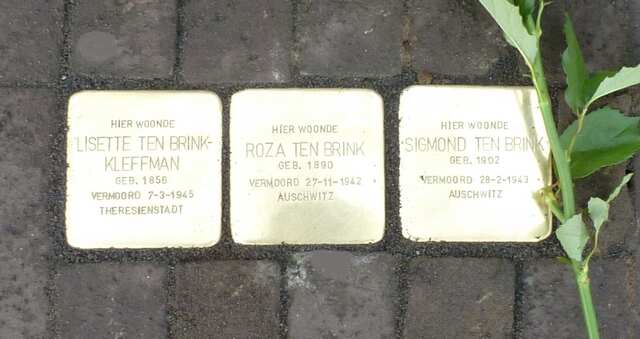 HIER WOONDE
LISETTE TEN BRINK-
KLEFFMAN
GEB. 1856
VERMOORD 7-3-1945
THERESIENSTADT
HIER WOONDE
ROZA TEN BRINK
GEB. 1890
VERMOORD 27-11-1942
AUSCHWITZ
HIER WOONDE
SIGMOND TEN BRINK
GEB. 1902
VERMOORD 28-2-1943
AUSCHWITZ